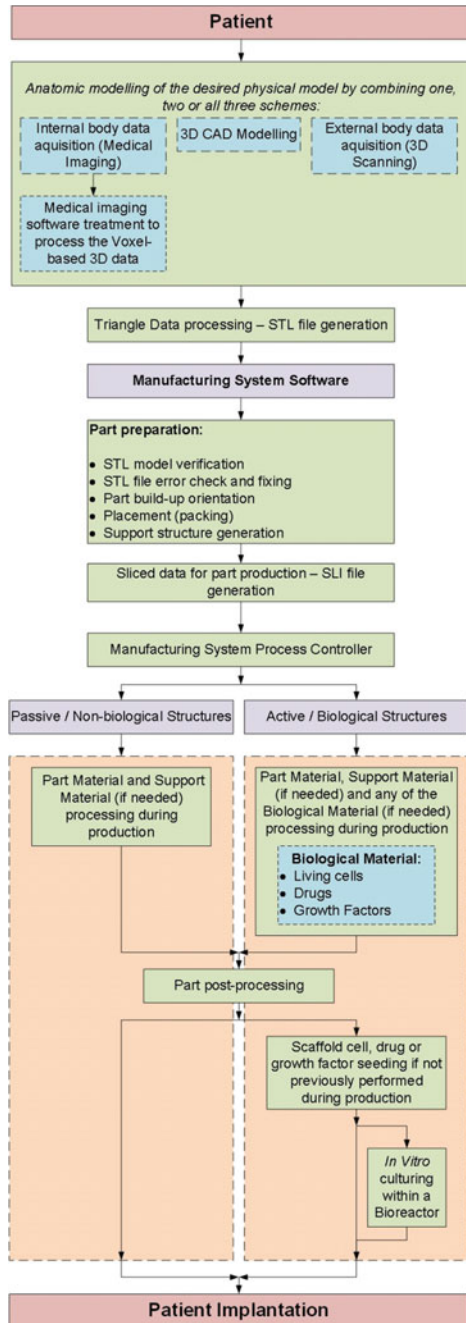 Patient
Anatomic modelling of the desired physical model by combining one,
two or all three schemes:
Internal body data
aquisition (Medical
Imaging)
3D CAD Modelling
External body data
aquisition (3D
Scanning)
Medical imaging
software treatment to
process the Voxel-
based 3D data
Triangle Data processing – STL file generation
Manufacturing System Software
Part preparation:
● STL model verification
● STL file error check and fixing
● Part build-up orientation
● Placement (packing)
● Support structure generation
Sliced data for part production – SLI file
generation
Manufacturing System Process Controller
Passive / Non-biological Structures
Active / Biological Structures
Part Material and Support
Material (if needed)
processing during
production
Part Material, Support Material
(if needed) and any of the
Biological Material (if needed)
processing during production
Biological Material:
● Living cells
● Drugs
● Growth Factors
Part post-processing
Scaffold cell, drug or
growth factor seeding if not
previously performed
during production
In Vitro
culturing
within a
Bioreactor
Patient Implantation